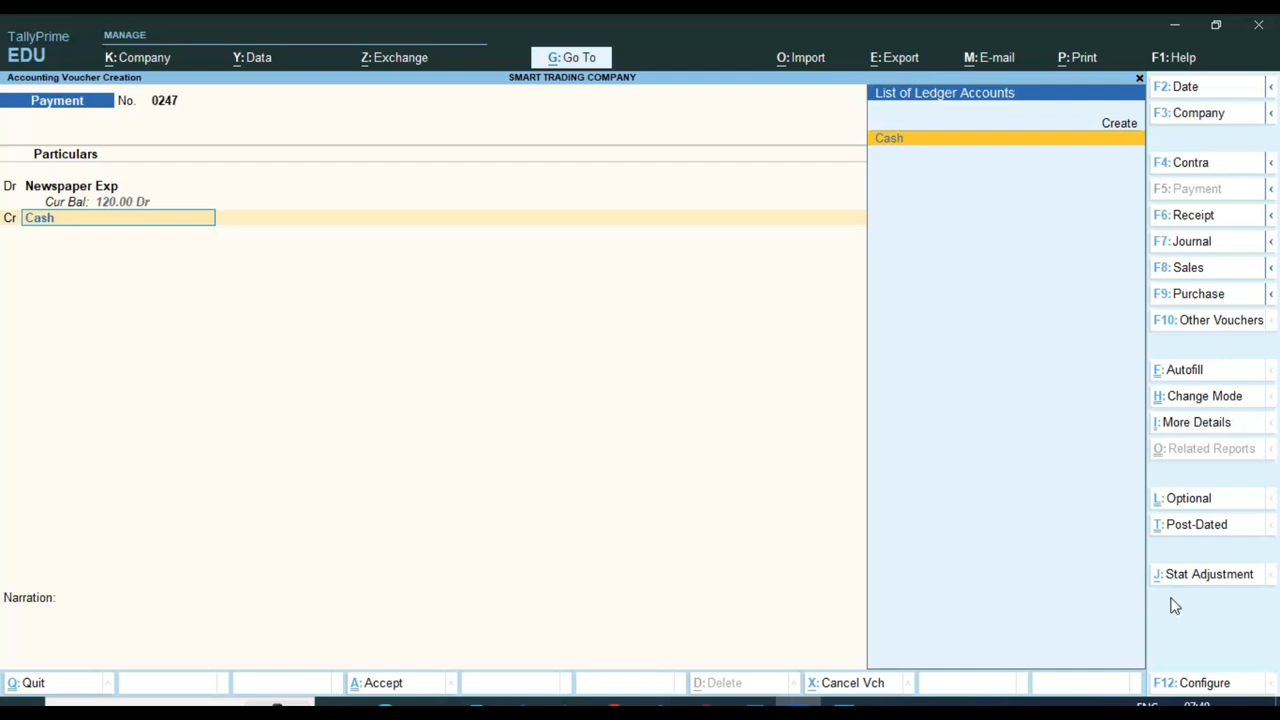 TallyPrime
EDU
MANAGE
K: Company
Y: Data
Z: Exchange
G: Go To
O: Import
E: Export
M: E-mail
P: Print
F1: Help
Accounting Voucher Creation
SMART TRADING COMPANY
×
Payment
No. 0247
Particulars
Dr Newspaper Exp
Cur Bal: 120.00 Dr
Cr Cash
Narration:
List of Ledger Accounts
Create
Cash
F2: Date
F3: Company
F4: Contra
F5: Payment
F6: Receipt
F7: Journal
F8: Sales
F9: Purchase
F10: Other Vouchers
F: Autofill
H: Change Mode
I: More Details
O: Related Reports
L: Optional
T: Post-Dated
J: Stat Adjustment
Q: Quit
A: Accept
D: Delete
X: Cancel Vch
F12: Configure